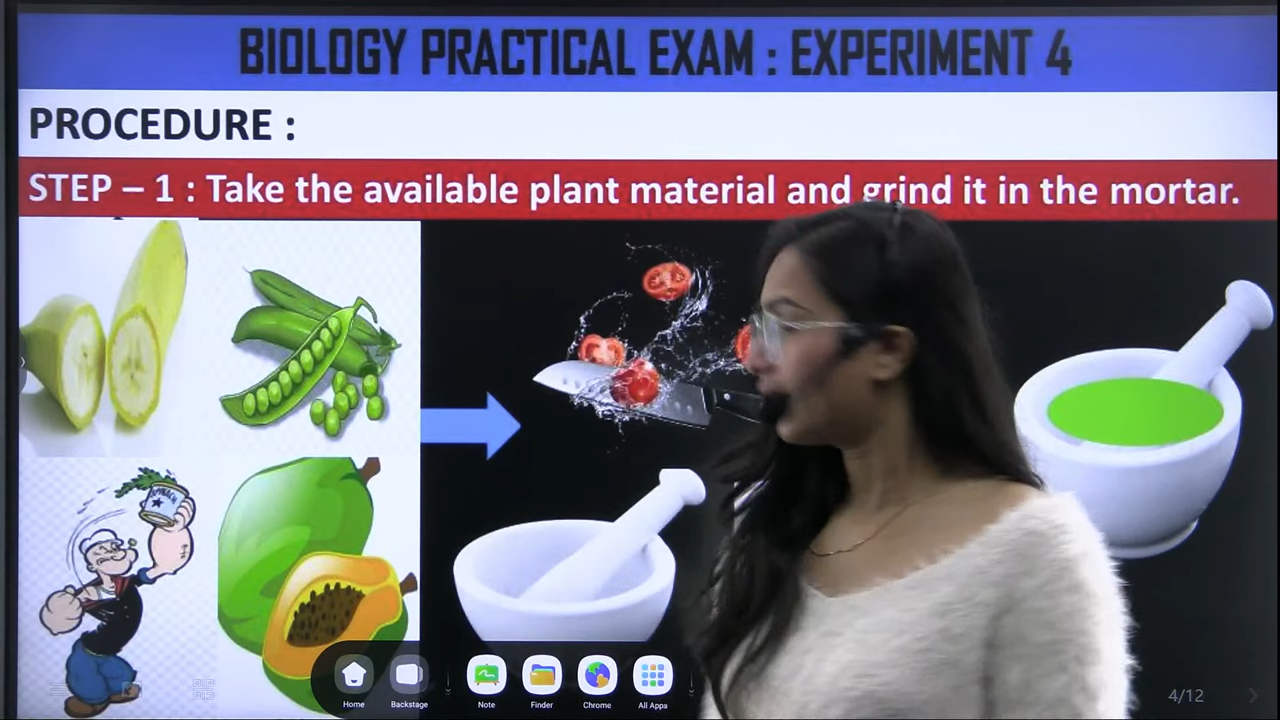 BIOLOGY PRACTICAL EXAM : EXPERIMENT 4
PROCEDURE :
STEP – 1 : Take the available plant material and grind it in the mortar.
SPINACH
Home
Backstage
Note
Finder
Chrome
All Apps
4/12